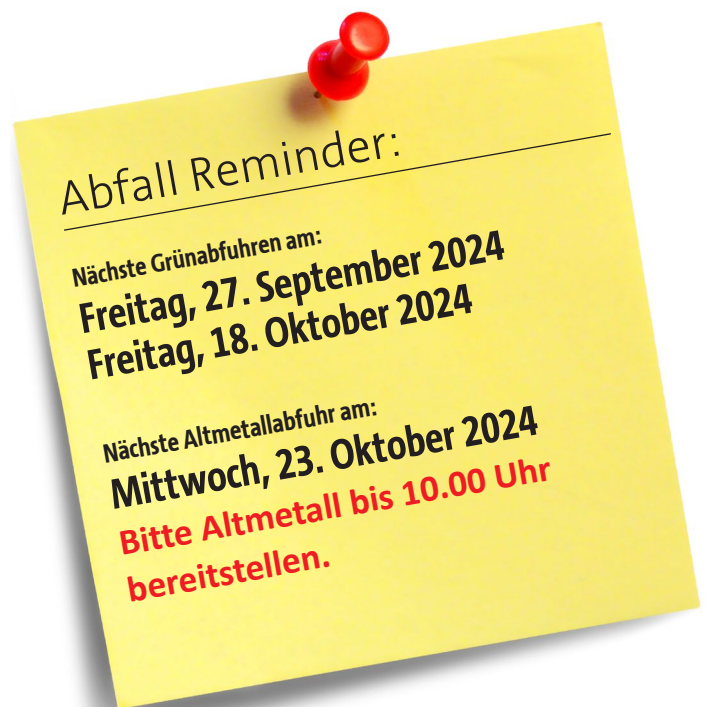 Abfall Reminder:
Nächste Grünabfuhren am:
Freitag, 27. September 2024
Freitag, 18. Oktober 2024
Nächste Altmetallabfuhr am:
Mittwoch, 23. Oktober 2024
Bitte Altmetall bis 10.00 Uhr
bereitstellen.